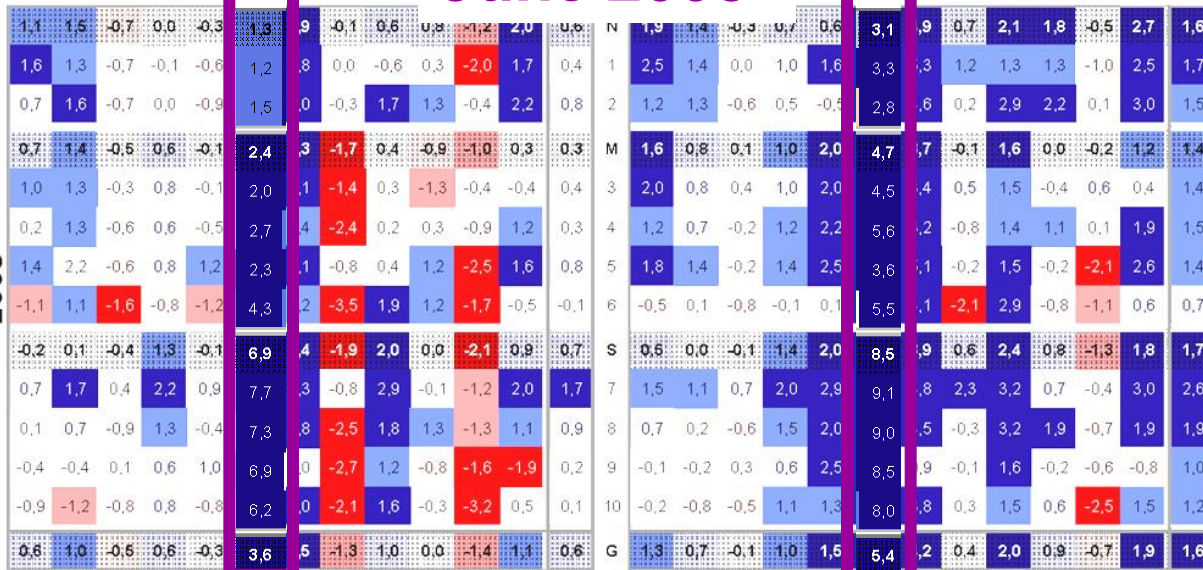 1,1 1,5 -0,7 0,0 -0,3 1,3 ,9 -0,1 0,6 0,8 -1,2 2,0 0,6 N 1,9 1,4 -0,3 0,7 0,6 3,1 ,9 0,7 2,1 1,8 -0,5 2,7 1,6
1,6 1,3 -0,7 -0,1 -0,6 1,2 ,8 0,0 -0,6 0,3 -2,0 1,7 0,4 1 2,5 1,4 0,0 1,0 1,6 3,3 ,3 1,2 1,3 1,3 -1,0 2,5 1,7
0,7 1,6 -0,7 0,0 -0,9 1,5 ,0 -0,3 1,7 1,3 -0,4 2,2 0,8 2 1,2 1,3 -0,6 0,5 -0,5 2,8 ,6 0,2 2,9 2,2 0,1 3,0 1,5
0,7 1,4 -0,5 0,6 -0,1 2,4 ,3 -1,7 0,4 -0,9 -1,0 0,3 0,3 M 1,6 0,8 0,1 1,0 2,0 4,7 ,7 -0,1 1,6 0,0 -0,2 1,2 1,4
1,0 1,3 -0,3 0,8 -0,1 2,0 ,1 -1,4 0,3 -1,3 -0,4 -0,4 0,4 3 2,0 0,8 0,4 1,0 2,0 4,5 ,4 0,5 1,5 -0,4 0,6 0,4 1,4
0,2 1,3 -0,6 0,6 -0,5 2,7 ,4 -2,4 0,2 0,3 -0,9 1,2 0,3 4 1,2 0,7 -0,2 1,2 2,2 5,6 ,2 -0,8 1,4 1,1 0,1 1,9 1,5
1,4 2,2 -0,6 0,8 1,2 2,3 ,1 -0,8 0,4 1,2 -2,5 1,6 0,8 5 1,8 1,4 -0,2 1,4 2,5 3,6 ,1 -0,2 1,5 -0,2 -2,1 2,6 1,4
-1,1 1,1 -1,6 -0,8 -1,2 4,3 ,2 -3,5 1,9 1,2 -1,7 -0,5 -0,1 6 -0,5 0,1 -0,8 -0,1 0,1 5,5 ,1 -2,1 2,9 -0,8 -1,1 0,6 0,7
-0,2 0,1 -0,4 1,3 -0,1 6,9 ,4 -1,9 2,0 0,0 -2,1 0,9 0,7 S 0,6 0,0 -0,1 1,4 2,0 8,5 ,9 0,6 2,4 0,8 -1,3 1,8 1,7
0,7 1,7 0,4 2,2 0,9 7,7 ,3 -0,8 2,9 -0,1 -1,2 2,0 1,7 7 1,5 1,1 0,7 2,0 2,9 9,1 ,8 2,3 3,2 0,7 -0,4 3,0 2,
0,1 0,7 -0,9 1,3 -0,4 7,3 ,8 -2,5 1,8 1,3 -1,3 1,1 0,9 8 0,7 0,2 -0,6 1,5 2,0 9,0 ,5 -0,3 3,2 1,9 -0,7 1,9 1,9
-0,4 -0,4 0,1 0,6 1,0 6,9 ,0 -2,7 1,2 -0,8 -1,6 -1,9 0,2 9 -0,1 -0,2 0,3 0,6 2,5 8,5 ,9 -0,1 1,6 -0,2 -0,6 -0,8 1,0
-0,9 -1,2 -0,8 0,8 -0,8 6,2 ,0 -2,1 1,6 -0,3 -3,2 0,5 0,1 10 -0,2 -0,8 -0,5 1,1 1,3 8,0 ,8 0,3 1,5 0,6 -2,5 1,5 1,2
0,6 1,0 -0,5 0,6 -0,3 3,6 ,5 -1,3 1,0 0,0 -1,4 1,1 0,6 G 1,3 0,7 -0,1 1,0 1,5 5,4 ,2 0,4 2,0 0,9 -0,7 1,9 1,6